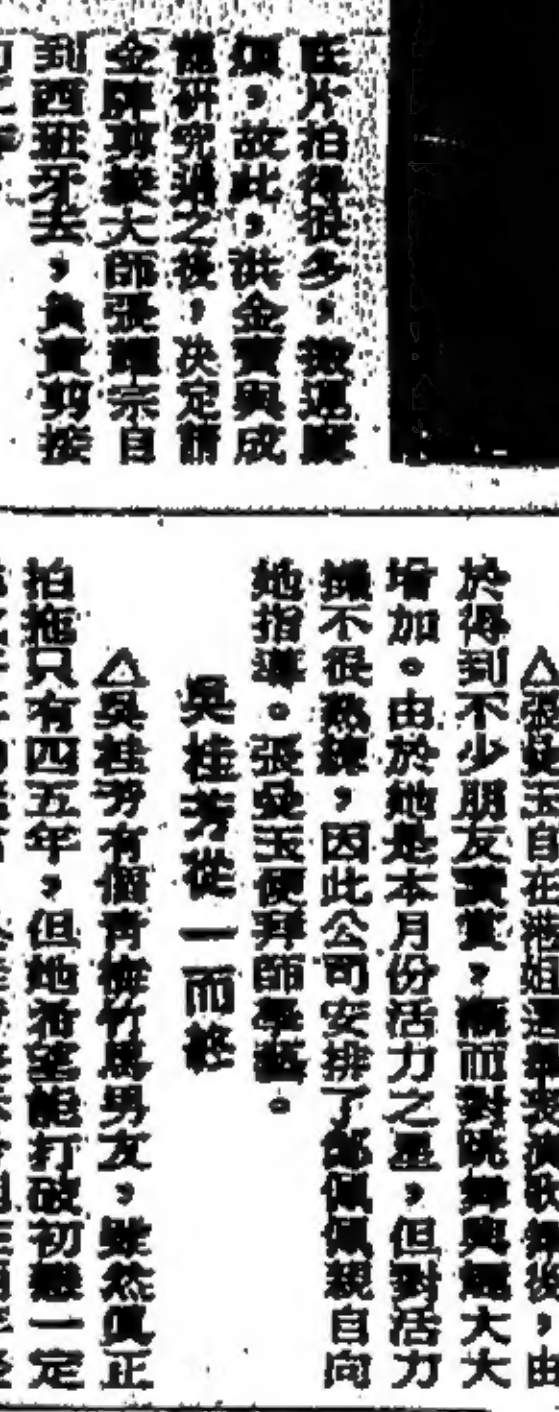 底片拍得很多,搬運麻
煩,故此,洪金寶與成
龍研究過之後,決定請
金牌剪接大師張耀宗自
到西班牙去,負責剪接
△張曼玉自在港姐選舉表演歌舞後,由
於得到不少朋友讚賞,繼而對跳舞興趣大大
增加。由於她是本月份活力之星,但對活力
操不很熟練,因此公司安排了鄭佩佩親自向
她指導。張曼玉便拜師學藝。
吳桂芳從一而終
△吳桂芳有個青梅竹馬男友,雖然真正
拍拖只有四五年,但她希望能打破初戀一定